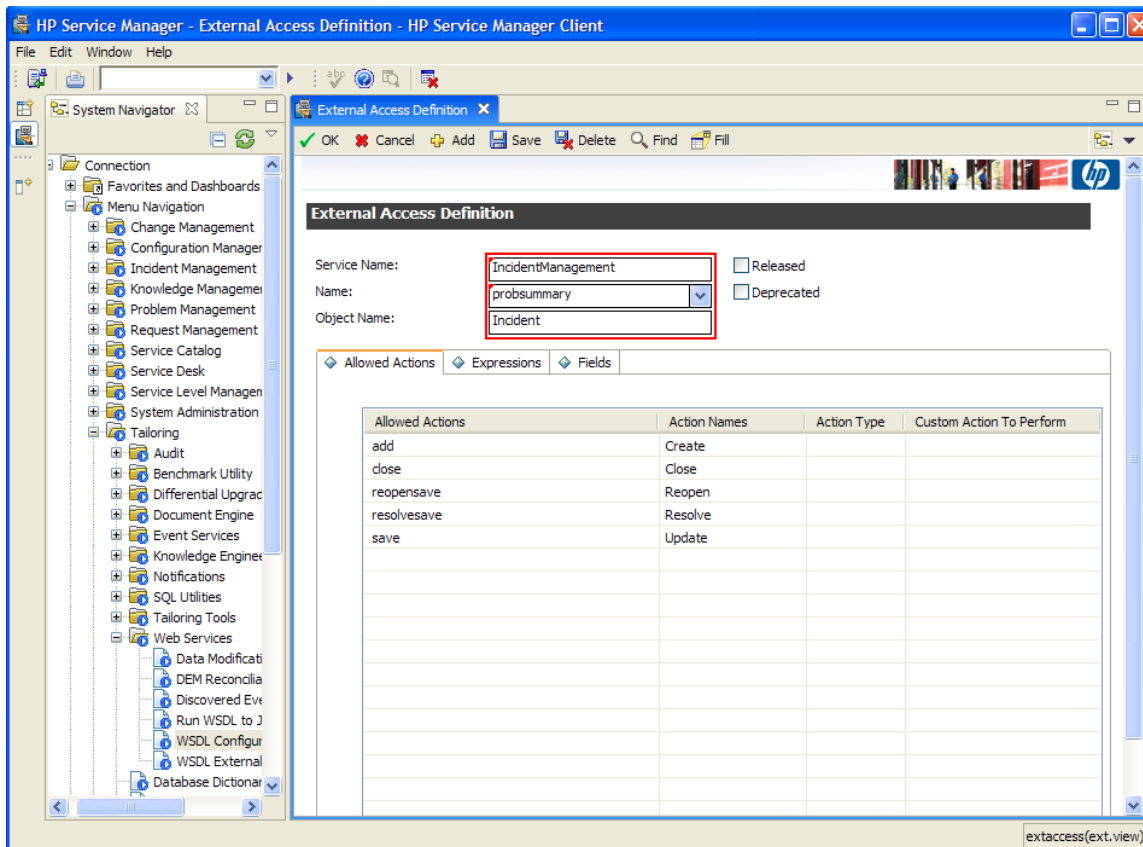 HP Service Manager - External Access Definition - HP Service Manager Client
File Edit Window Help
abc
System Navigator
External Access Definition
OK Cancel Add Save Delete Find Fill
Connection
Favorites and Dashboards
Menu Navigation
Change Management
Configuration Manager
Incident Management
Knowledge Managemen
Problem Management
Request Management
Service Catalog
Service Desk
Service Level Managem
System Administration
Tailoring
Audit
Benchmark Utility
Differential Upgrad
Document Engine
Event Services
Knowledge Enginee
Notifications
SQL Utilities
Tailoring Tools
Web Services
Data Modificati
DEM Reconcilia
Discovered Eve
Run WSDL to J
WSDL Configur
WSDL External
Database Dictionar
hp
External Access Definition
Service Name: IncidentManagement Released
Name: probsummary Deprecated
Object Name: Incident
Allowed Actions Expressions Fields
Allowed Actions Action Names Action Type Custom Action To Perform
add Create
close Close
reopensave Reopen
resolvesave Resolve
save Update
extaccess(ext.view)